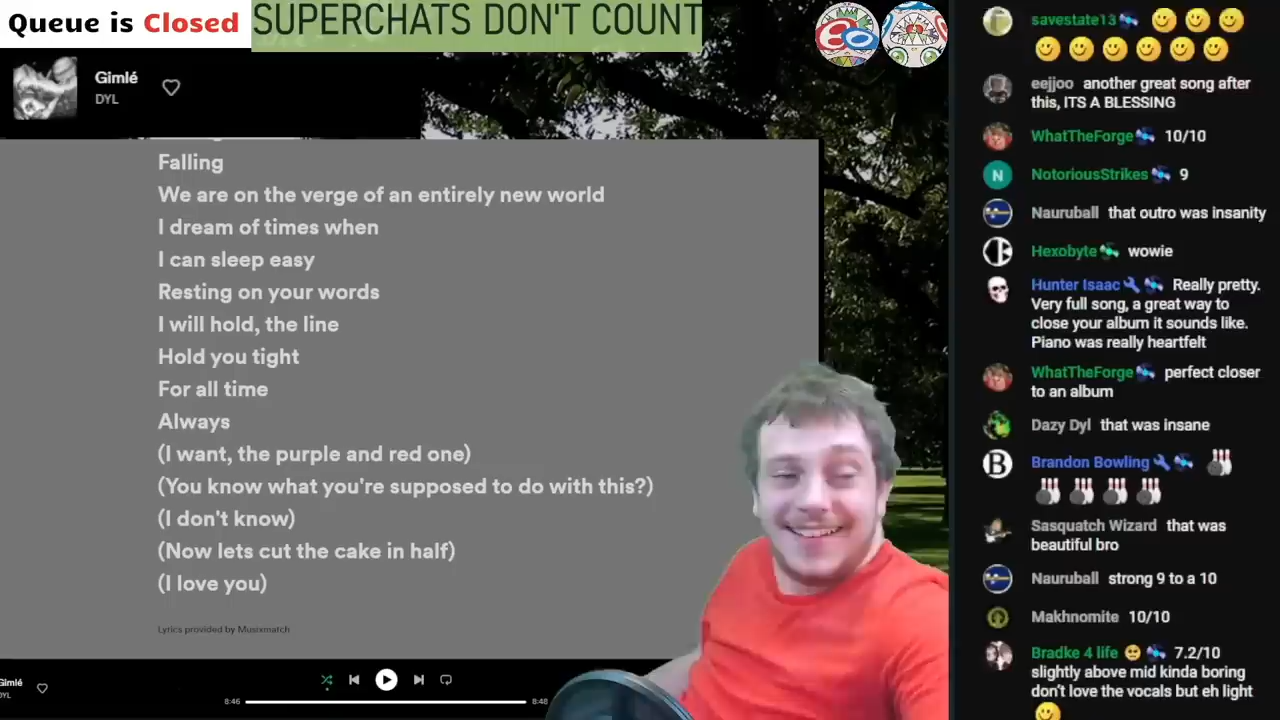 Queue is Closed
SUPERCHATS DON'T COUNT
Gimlé
DYL
Falling
We are on the verge of an entirely new world
I dream of times when
I can sleep easy
Resting on your words
I will hold, the line
Hold you tight
For all time
Always
(I want, the purple and red one)
(You know what you're supposed to do with this?)
(I don't know)
(Now lets cut the cake in half)
(I love you)
Lyrics provided by Musixmatch
Gimlé
DYL
8:46
8:48
savestate13
eejjoo another great song after
this, ITS A BLESSING
WhatTheForge 10/10
N NotoriousStrikes 9
Nauruball that outro was insanity
Hexobyte wowie
Hunter Isaac Really pretty.
Very full song, a great way to
close your album it sounds like.
Piano was really heartfelt
WhatTheForge perfect closer
to an album
Dazy Dyl that was insane
B Brandon Bowling
Sasquatch Wizard that was
beautiful bro
Nauruball strong 9 to a 10
Makhnomite 10/10
Bradke 4 life 7.2/10
slightly above mid kinda boring
don't love the vocals but eh light